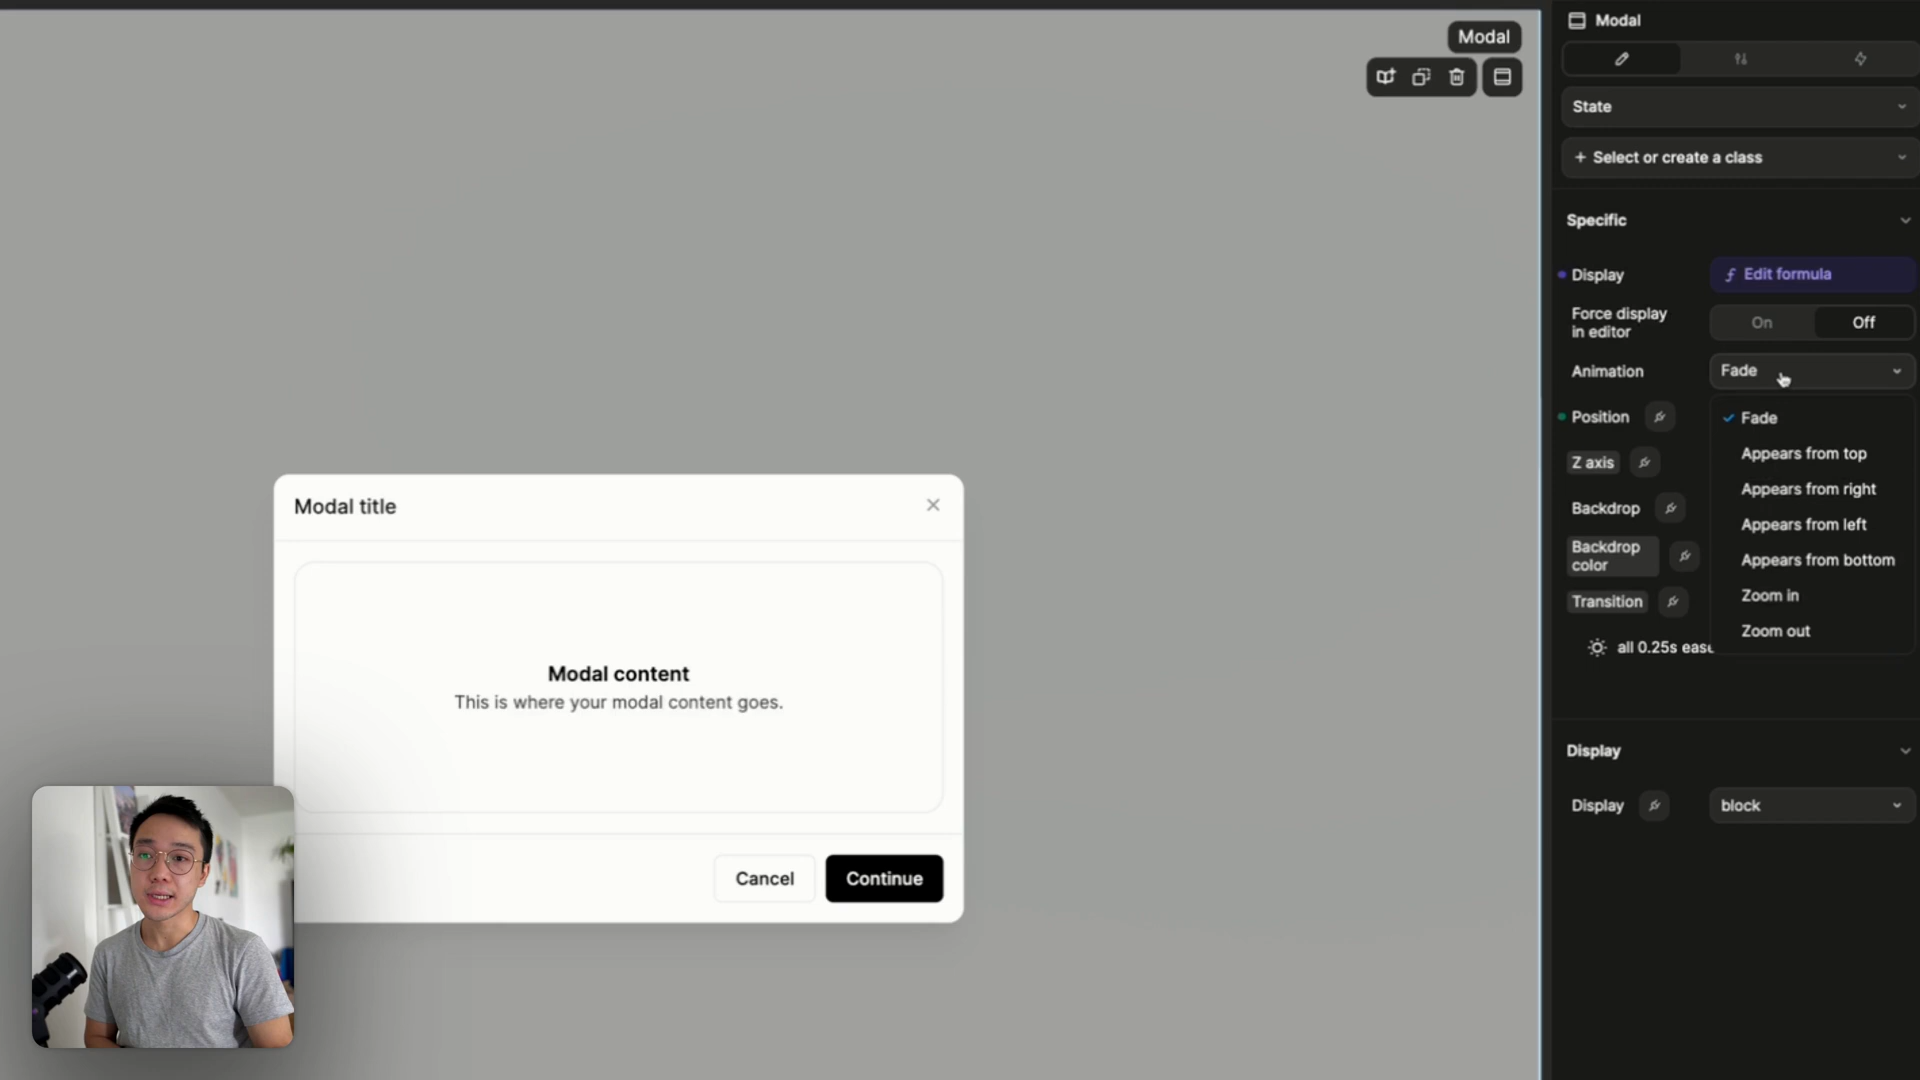 Modal
Modal
State
+ Select or create a class
Specific
Display
Edit formula
Force display
in editor
On
Off
Animation
Fade
Position
Fade
Appears from top
Z axis
Appears from right
Backdrop
Appears from left
Backdrop
color
Appears from bottom
Transition
Zoom in
Zoom out
all 0.25s ease
Modal title
Modal content
This is where your modal content goes.
Cancel
Continue
Display
Display
block